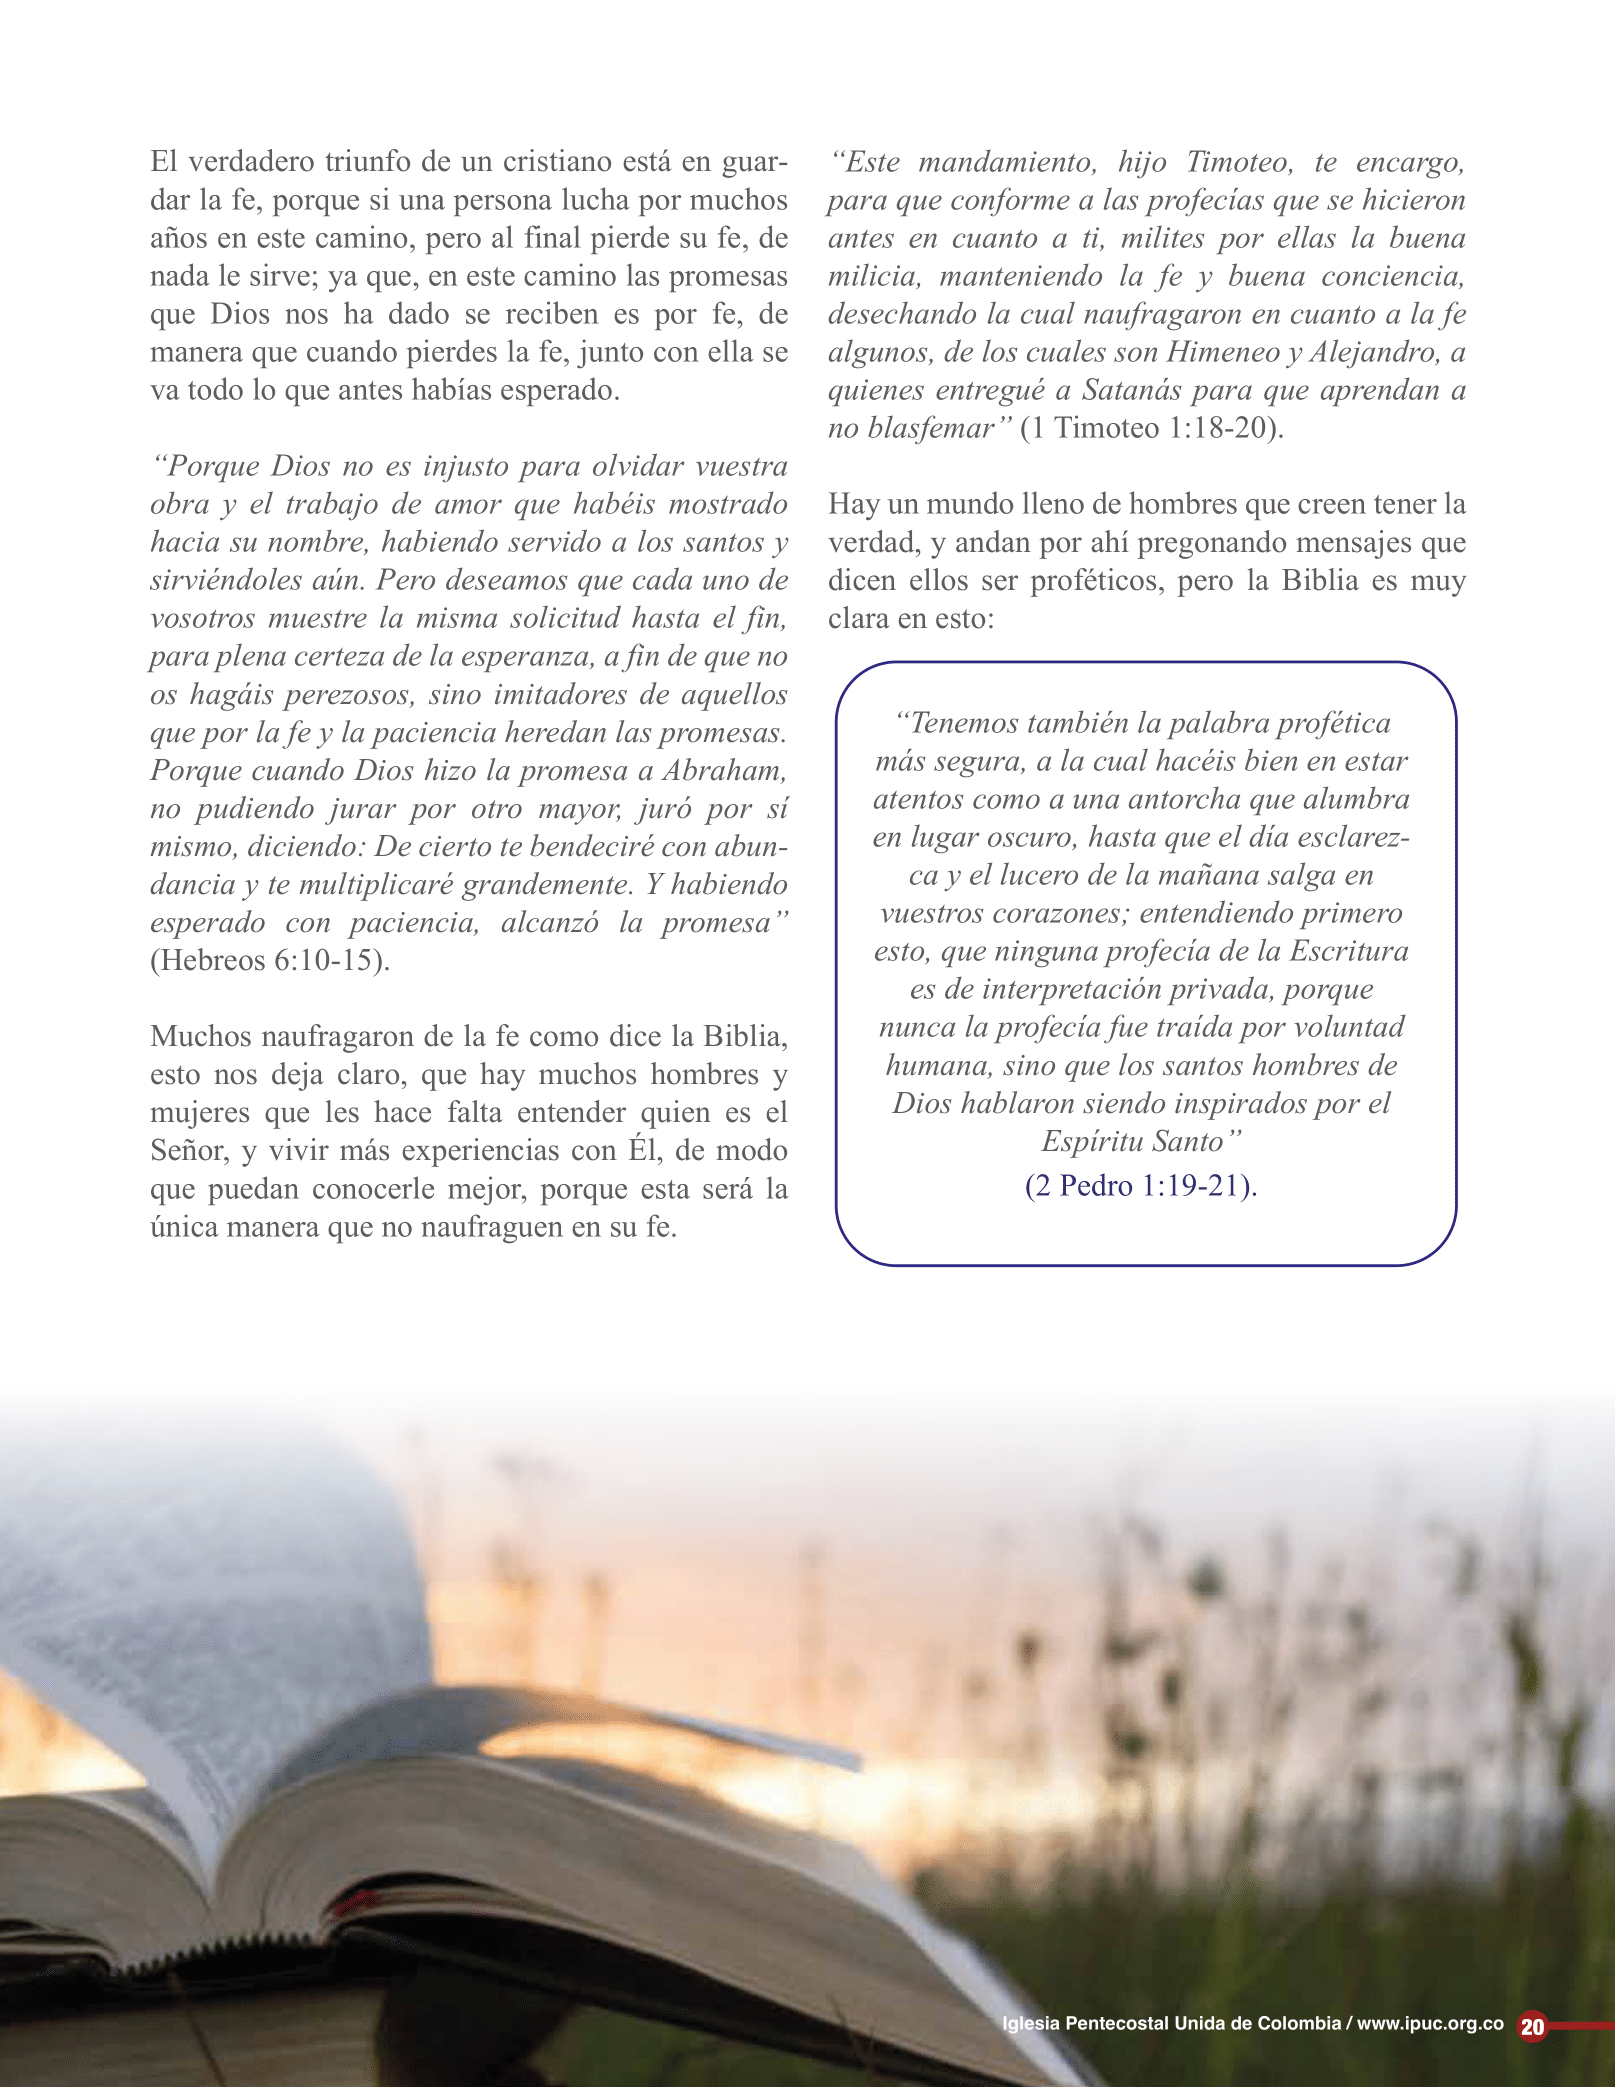 El verdadero triunfo de un cristiano está en guar-
dar la fe, porque si una persona lucha por muchos
años en este camino, pero al final pierde su fe, de
nada le sirve; ya que, en este camino las promesas
que Dios nos ha dado se reciben es por fe, de
manera que cuando pierdes la fe, junto con ella se
va todo lo que antes habías esperado.
“Porque Dios no es injusto para olvidar vuestra
obra y el trabajo de amor que habéis mostrado
hacia su nombre, habiendo servido a los santos y
sirviéndoles aún. Pero deseamos que cada uno de
vosotros muestre la misma solicitud hasta el fin,
para plena certeza de la esperanza, a fin de que no
os hagáis perezosos, sino imitadores de aquellos
que por la fe y la paciencia heredan las promesas.
Porque cuando Dios hizo la promesa a Abraham,
no pudiendo jurar por otro mayor, juró por sí
mismo, diciendo: De cierto te bendeciré con abun-
dancia y te multiplicaré grandemente. Y habiendo
esperado con paciencia, alcanzó la promesa”
(Hebreos 6:10-15).
Muchos naufragaron de la fe como dice la Biblia,
esto nos deja claro, que hay muchos hombres y
mujeres que les hace falta entender quien es el
Señor, y vivir más experiencias con Él, de modo
que puedan conocerle mejor, porque esta será la
única manera que no naufraguen en su fe.
“Este mandamiento, hijo Timoteo, te encargo,
para que conforme a las profecías que se hicieron
antes en cuanto a ti, milites por ellas la buena
milicia, manteniendo la fe y buena conciencia,
desechando la cual naufragaron en cuanto a la fe
algunos, de los cuales son Himeneo y Alejandro, a
quienes entregué a Satanás para que aprendan a
no blasfemar” (1 Timoteo 1:18-20).
Hay un mundo lleno de hombres que creen tener la
verdad, y andan por ahí pregonando mensajes que
dicen ellos ser proféticos, pero la Biblia es muy
clara en esto:
“Tenemos también la palabra profética
más segura, a la cual hacéis bien en estar
atentos como a una antorcha que alumbra
en lugar oscuro, hasta que el día esclarez-
ca y el lucero de la mañana salga en
vuestros corazones; entendiendo primero
esto, que ninguna profecía de la Escritura
es de interpretación privada, porque
nunca la profecía fue traída por voluntad
humana, sino que los santos hombres de
Dios hablaron siendo inspirados por el
Espíritu Santo”
(2 Pedro 1:19-21).
Iglesia Pentecostal Unida de Colombia / www.ipuc.org.co 20